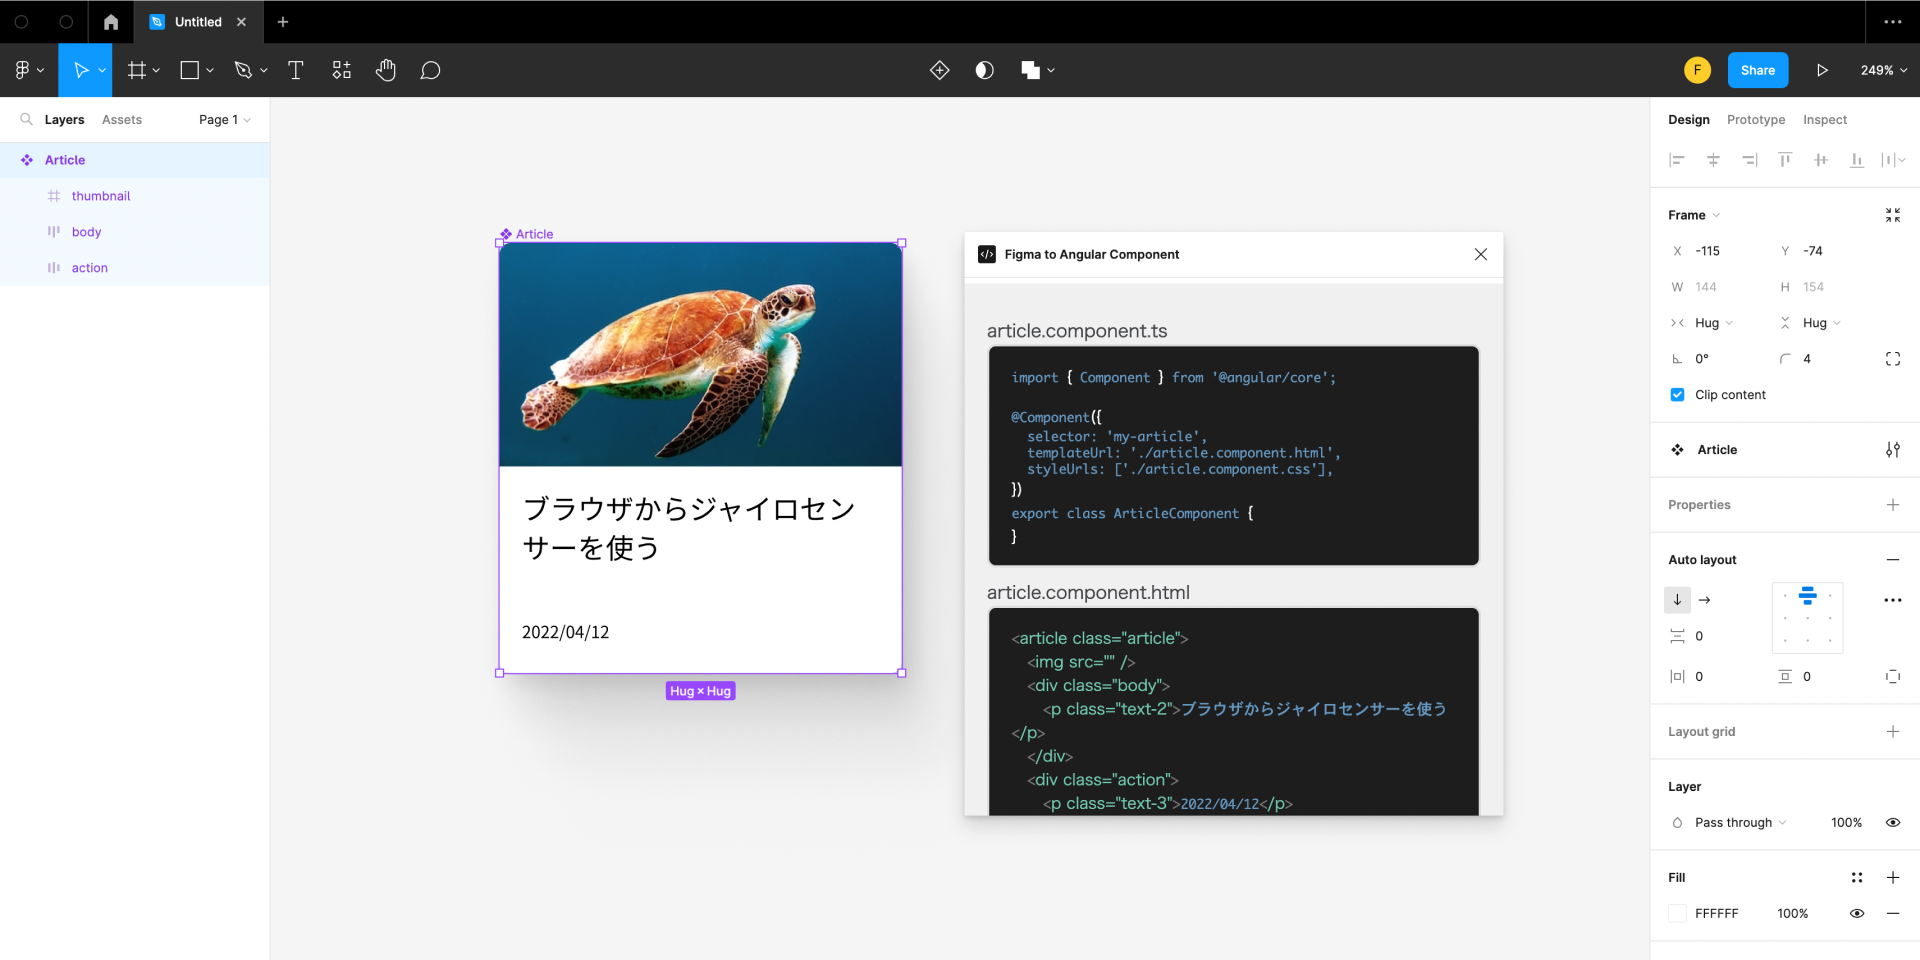 Untitled
F
Share
249%
Layers
Assets
Page 1
Article
thumbnail
body
action
Article
ブラウザからジャイロセン
サーを使う
2022/04/12
Hug × Hug
Figma to Angular Component
article.component.ts
import { Component } from '@angular/core';
@Component({
selector: 'my-article',
templateUrl: './article.component.html',
styleUrls: ['./article.component.css'],
})
export class ArticleComponent {
}
article.component.html
<article class="article">
<img src="" />
<div class="body">
<p class="text-2">ブラウザからジャイロセンサーを使う
</p>
</div>
<div class="action">
<p class="text-3">2022/04/12</p>
Design
Prototype
Inspect
Frame
X -115
Y -74
W 144
H 154
Hug
Hug
0°
4
Clip content
Article
Properties
Auto layout
0
0
0
Layout grid
Layer
Pass through
100%
Fill
FFFFFF
100%